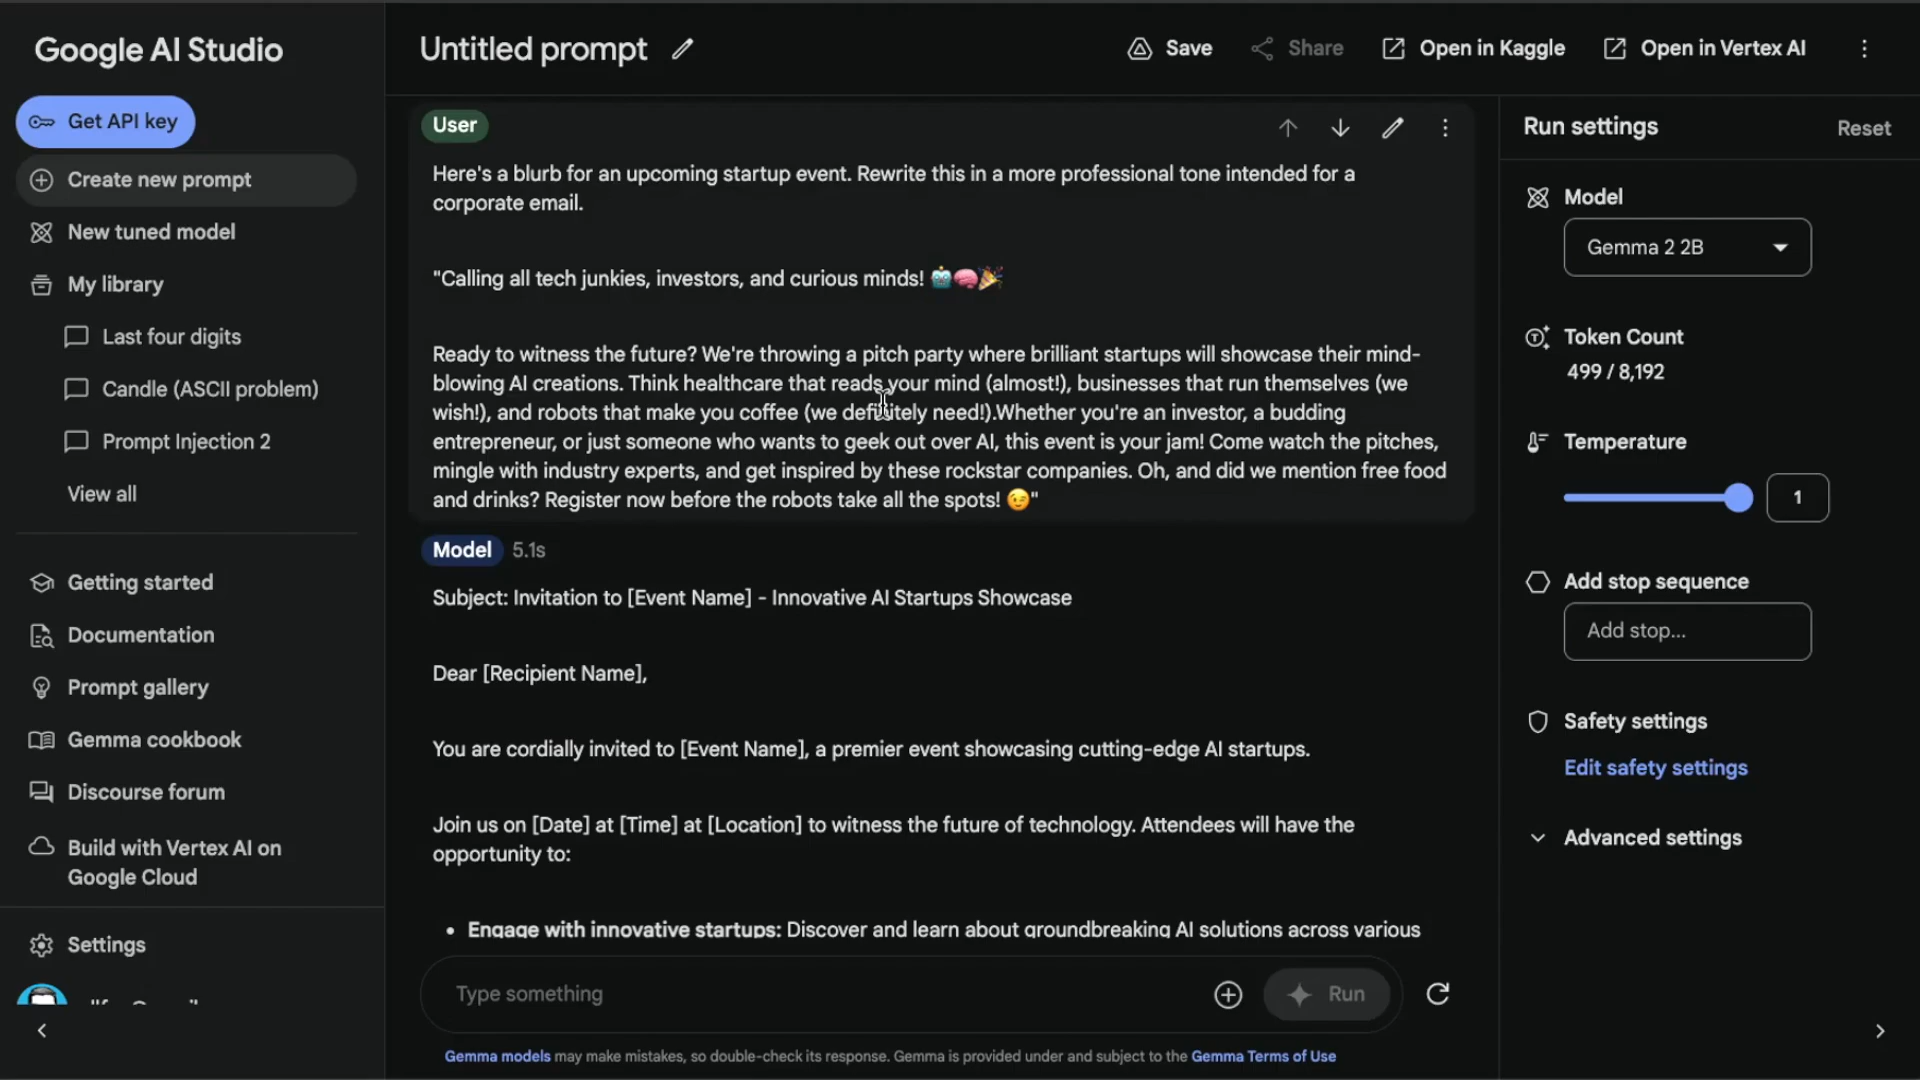 Google AI Studio
Get API key
Create new prompt
New tuned model
My library
Last four digits
Candle (ASCII problem)
Prompt Injection 2
View all
Getting started
Documentation
Prompt gallery
Gemma cookbook
Discourse forum
Build with Vertex AI on
Google Cloud
Settings
Untitled prompt
Save
Share
Open in Kaggle
Open in Vertex AI
User
Here's a blurb for an upcoming startup event. Rewrite this in a more professional tone intended for a
corporate email.
"Calling all tech junkies, investors, and curious minds! 🤖🧠🎉
Ready to witness the future? We're throwing a pitch party where brilliant startups will showcase their mind-
blowing AI creations. Think healthcare that reads your mind (almost!), businesses that run themselves (we
wish!), and robots that make you coffee (we definitely need!).Whether you're an investor, a budding
entrepreneur, or just someone who wants to geek out over AI, this event is your jam! Come watch the pitches,
mingle with industry experts, and get inspired by these rockstar companies. Oh, and did we mention free food
and drinks? Register now before the robots take all the spots! 😉"
Model 5.1s
Subject: Invitation to [Event Name] - Innovative AI Startups Showcase
Dear [Recipient Name],
You are cordially invited to [Event Name], a premier event showcasing cutting-edge AI startups.
Join us on [Date] at [Time] at [Location] to witness the future of technology. Attendees will have the
opportunity to:
• Engage with innovative startups: Discover and learn about groundbreaking AI solutions across various
Type something
Run
Gemma models may make mistakes, so double-check its response. Gemma is provided under and subject to the Gemma Terms of Use
Run settings
Reset
Model
Gemma 2 2B
Token Count
499 / 8,192
Temperature
1
Add stop sequence
Add stop...
Safety settings
Edit safety settings
Advanced settings